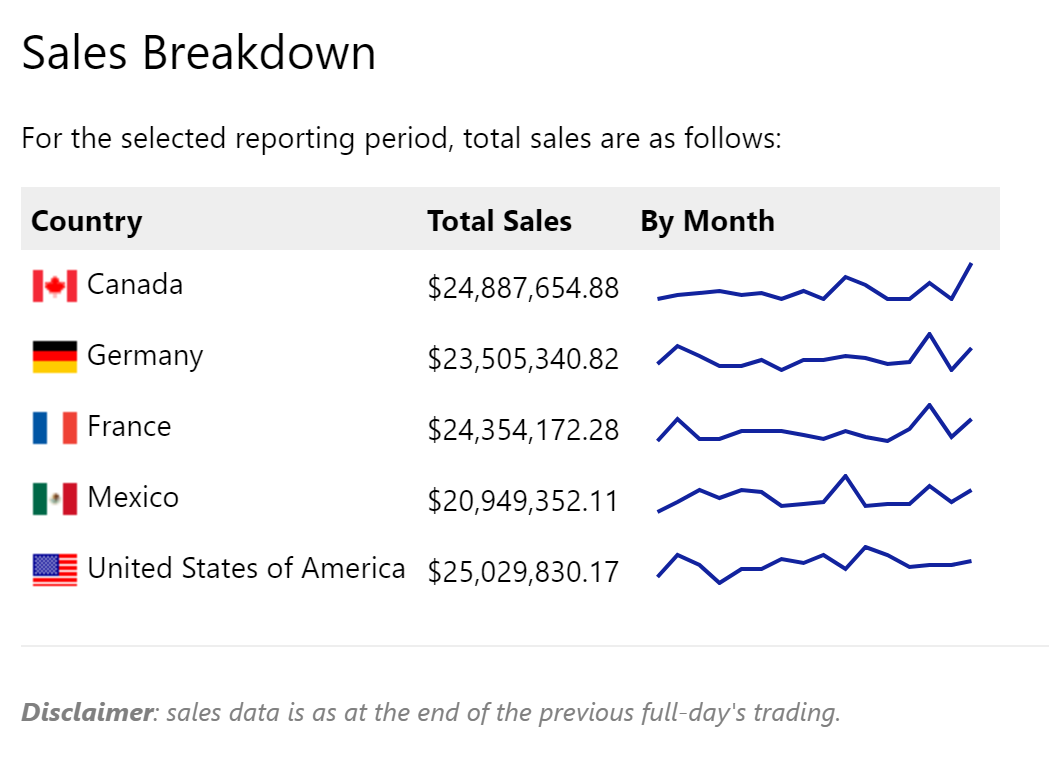 Sales Breakdown
For the selected reporting period, total sales are as follows:
Country Total Sales By Month
Canada $24,887,654.88
Germany $23,505,340.82
France $24,354,172.28
Mexico $20,949,352.11
United States of America $25,029,830.17
Disclaimer: sales data is as at the end of the previous full-day's trading.